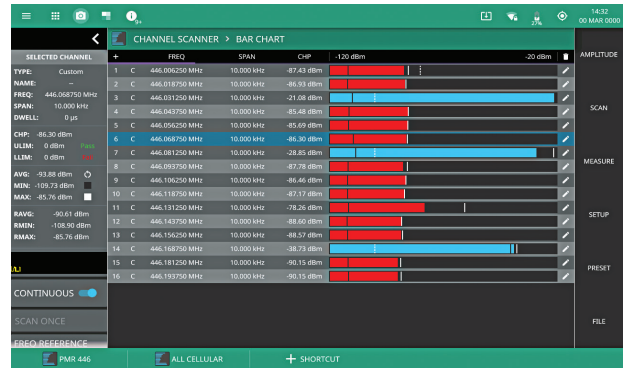 9+
27%
14:32
00 MAR 0000
CHANNEL SCANNER > BAR CHART
SELECTED CHANNEL
TYPE: Custom
NAME: --
FREQ: 446.068750 MHz
SPAN: 10.000 kHz
DWELL: 0 µs
CHP: -86.30 dBm
ULIM: 0 dBm Pass
LLIM: 0 dBm
AVG: -93.88 dBm
MIN: -109.73 dBm
MAX: -85.76 dBm
RAVG: -90.61 dBm
RMIN: -108.90 dBm
RMAX: -85.76 dBm
CONTINUOUS
SCAN ONCE
FREQ REFERENCE
+ FREQ SPAN CHP -120 dBm -20 dBm
1 C 446.006250 MHz 10.000 kHz -87.43 dBm
2 C 446.018750 MHz 10.000 kHz -86.93 dBm
3 C 446.031250 MHz 10.000 kHz -21.08 dBm
4 C 446.043750 MHz 10.000 kHz -85.48 dBm
5 C 446.056250 MHz 10.000 kHz -85.69 dBm
6 C 446.068750 MHz 10.000 kHz -86.30 dBm
7 C 446.081250 MHz 10.000 kHz -28.85 dBm
8 C 446.093750 MHz 10.000 kHz -87.78 dBm
9 C 446.106250 MHz 10.000 kHz -86.46 dBm
10 C 446.118750 MHz 10.000 kHz -87.17 dBm
11 C 446.131250 MHz 10.000 kHz -78.26 dBm
12 C 446.143750 MHz 10.000 kHz -88.60 dBm
13 C 446.156250 MHz 10.000 kHz -88.57 dBm
14 C 446.168750 MHz 10.000 kHz -38.73 dBm
15 C 446.181250 MHz 10.000 kHz -90.15 dBm
16 C 446.193750 MHz 10.000 kHz -90.15 dBm
AMPLITUDE
SCAN
MEASURE
SETUP
PRESET
FILE
PMR 446
ALL CELLULAR
+ SHORTCUT